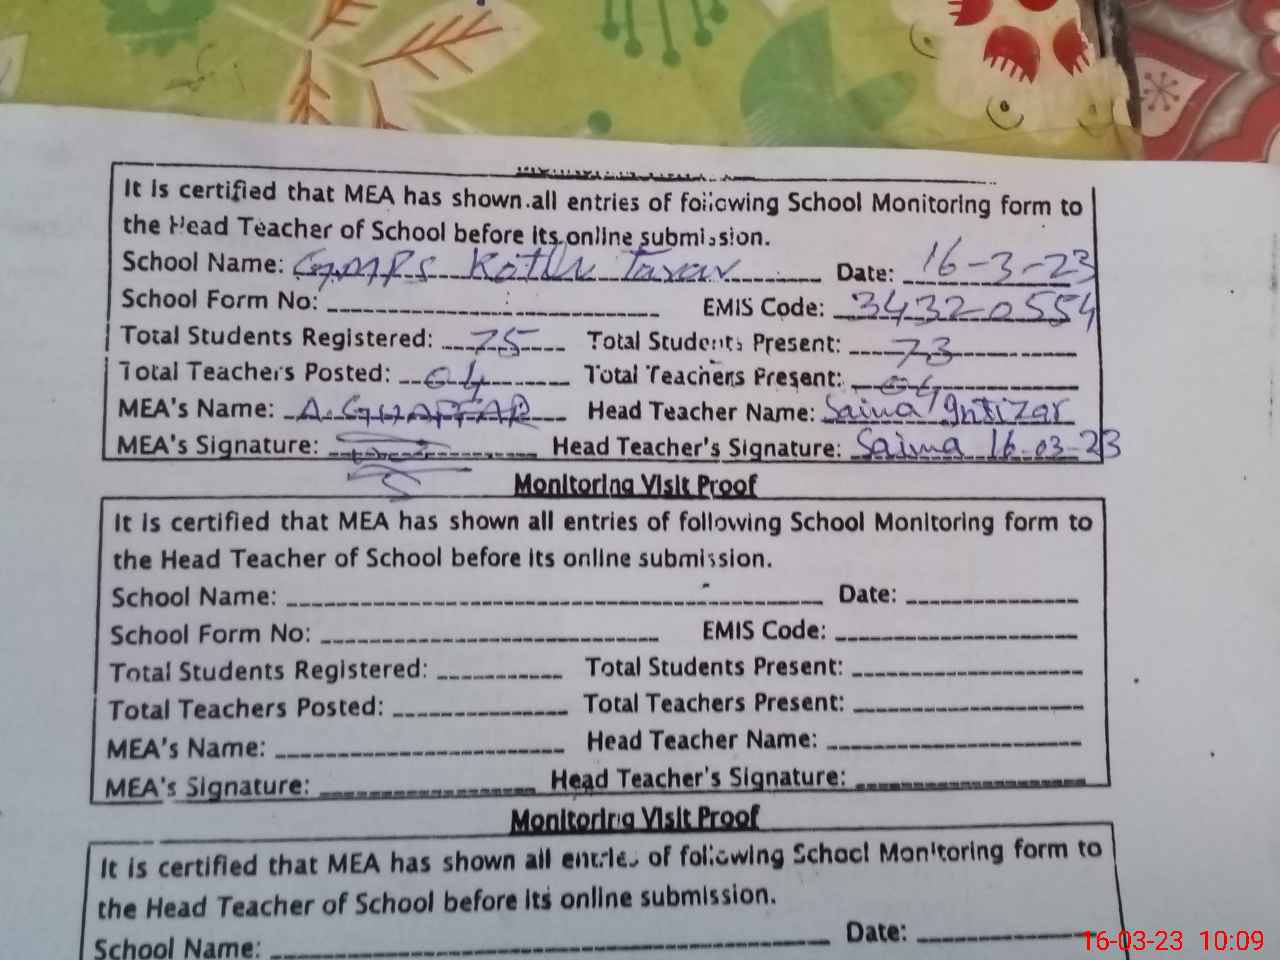 It is certified that MEA has shown all entries of following School Monitoring form to
the Head Teacher of School before its online submission.
School Name: GMPS Kotla Tarar Date: 16-3-23
School Form No: EMIS Code: 34320554
Total Students Registered: 75 Total Students Present: 73
Total Teachers Posted: 04 Total Teachers Present: 04
MEA's Name: A. GHAFFAR Head Teacher Name: Saima Intizar
MEA's Signature: Head Teacher's Signature: Saima 16-03-23
Monitoring Visit Proof
It is certified that MEA has shown all entries of following School Monitoring form to
the Head Teacher of School before its online submission.
School Name: Date:
School Form No: EMIS Code:
Total Students Registered: Total Students Present:
Total Teachers Posted: Total Teachers Present:
MEA's Name: Head Teacher Name:
MEA's Signature: Head Teacher's Signature:
Monitoring Visit Proof
It is certified that MEA has shown all entries of following School Monitoring form to
the Head Teacher of School before its online submission.
School Name: Date:
16-03-23 10:09